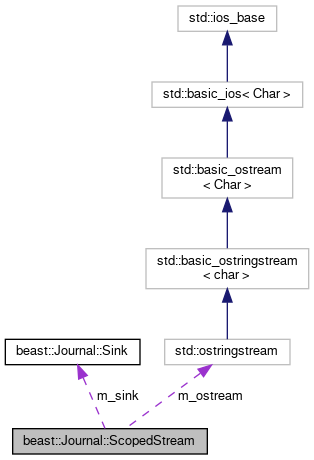 std::ios_base
std::basic_ios< Char >
std::basic_ostream
< Char >
std::basic_ostringstream
< char >
beast::Journal::Sink
std::ostringstream
m_sink
m_ostream
beast::Journal::ScopedStream